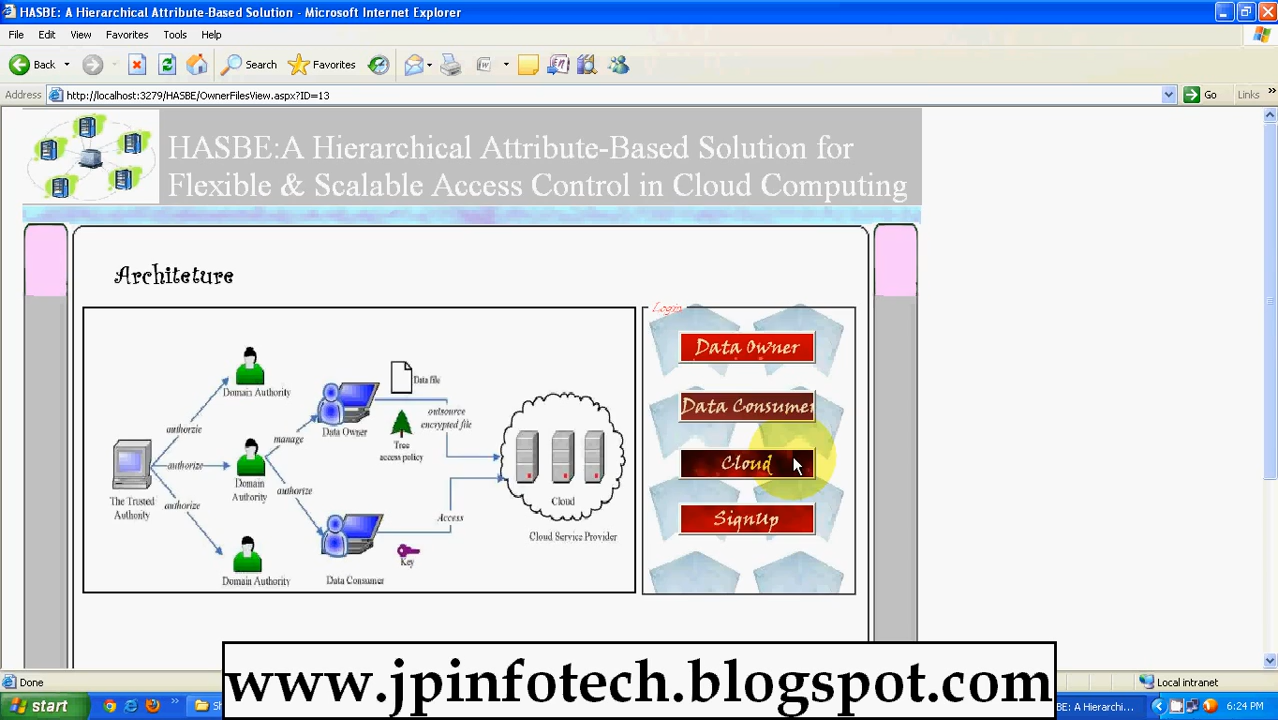 HASBE: A Hierarchical Attribute-Based Solution - Microsoft Internet Explorer
File Edit View Favorites Tools Help
Back Search Favorites
Address http://localhost:3279/HASBE/OwnerFilesView.aspx?ID=13 Go Links
HASBE:A Hierarchical Attribute-Based Solution for
Flexible & Scalable Access Control in Cloud Computing
Architeture
Login
Data Owner
Data Consumer
Cloud
SignUp
Domain Authority
Data file
authorzie
manage
Data Owner
outsource
encrypted file
Tree
access policy
The Trusted
Authority
authorize
Domain
Authority
authorize
authorize
Cloud
Access
Cloud Service Provider
Domain Authority
Data Consumer
Key
www.jpinfotech.blogspot.com
Done Local intranet
start BE: A Hierarchi... 6:24 PM